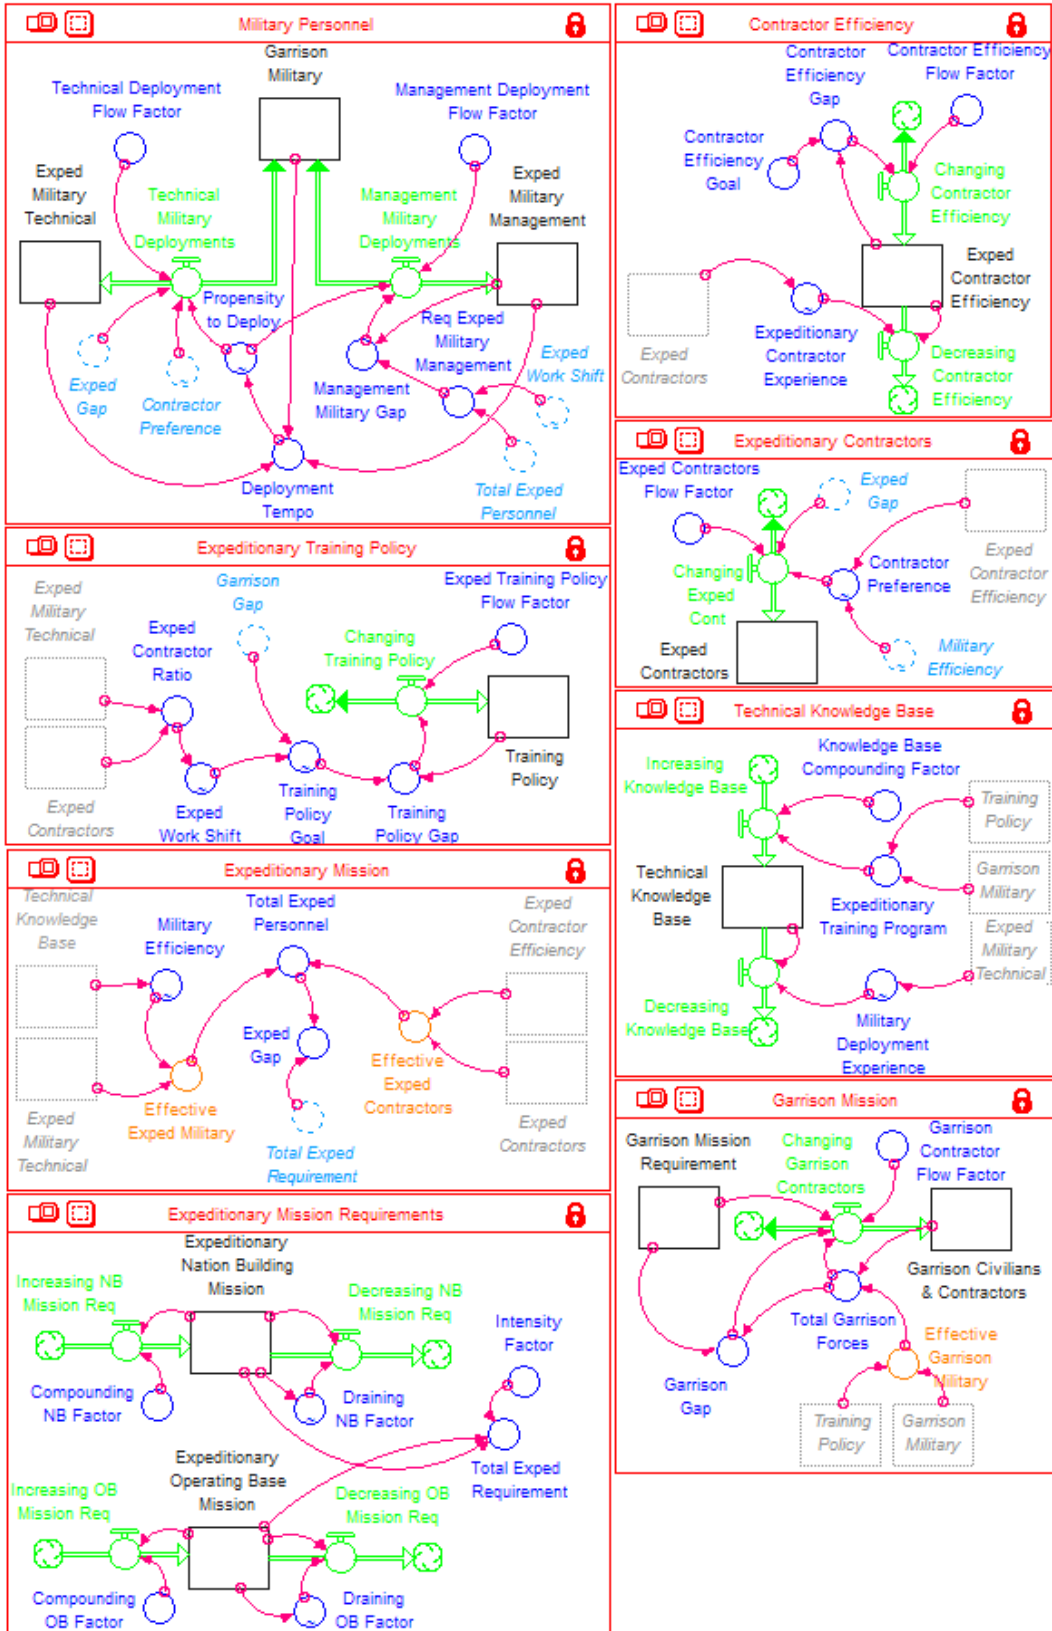 Military Personnel
Garrison
Military
Technical Deployment
Flow Factor
Management Deployment
Flow Factor
Exped
Military
Technical
Technical
Military
Deployments
Management
Military
Deployments
Exped
Military
Management
Propensity
to Deploy
Req Exped
Military
Management
Exped
Work Shift
Exped
Gap
Contractor
Preference
Management
Military Gap
Deployment
Tempo
Total Exped
Personnel
Expeditionary Training Policy
Exped
Military
Technical
Garrison
Gap
Exped Training Policy
Flow Factor
Exped
Contractor
Ratio
Changing
Training Policy
Training
Policy
Exped
Contractors
Exped
Work Shift
Training
Policy
Goal
Training
Policy Gap
Expeditionary Mission
Technical
Knowledge
Base
Military
Efficiency
Total Exped
Personnel
Exped
Contractor
Efficiency
Exped
Gap
Effective
Exped
Contractors
Effective
Exped Military
Exped
Military
Technical
Total Exped
Requirement
Exped
Contractors
Expeditionary Mission Requirements
Expeditionary
Nation Building
Mission
Increasing NB
Mission Req
Decreasing NB
Mission Req
Intensity
Factor
Compounding
NB Factor
Draining
NB Factor
Expeditionary
Operating Base
Mission
Total Exped
Requirement
Increasing OB
Mission Req
Decreasing OB
Mission Req
Compounding
OB Factor
Draining
OB Factor
Contractor Efficiency
Contractor
Efficiency
Gap
Contractor Efficiency
Flow Factor
Contractor
Efficiency
Goal
Changing
Contractor
Efficiency
Exped
Contractor
Efficiency
Exped
Contractors
Expeditionary
Contractor
Experience
Decreasing
Contractor
Efficiency
Expeditionary Contractors
Exped Contractors
Flow Factor
Exped
Gap
Exped
Contractor
Efficiency
Changing
Exped
Cont
Contractor
Preference
Exped
Contractors
Military
Efficiency
Technical Knowledge Base
Increasing
Knowledge Base
Knowledge Base
Compounding Factor
Training
Policy
Technical
Knowledge
Base
Garrison
Military
Expeditionary
Training Program
Exped
Military
Technical
Decreasing
Knowledge Base
Military
Deployment
Experience
Garrison Mission
Garrison Mission
Requirement
Changing
Garrison
Contractors
Garrison
Contractor
Flow Factor
Garrison Civilians
& Contractors
Total Garrison
Forces
Effective
Garrison
Military
Garrison
Gap
Training
Policy
Garrison
Military